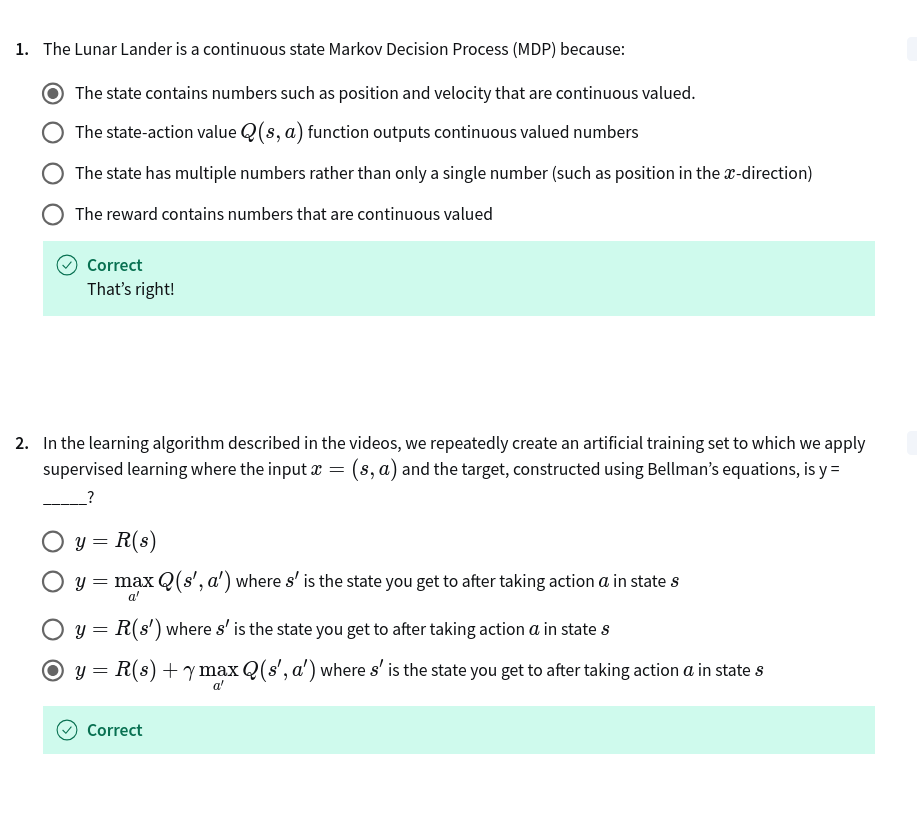 1. The Lunar Lander is a continuous state Markov Decision Process (MDP) because:
The state contains numbers such as position and velocity that are continuous valued.
The state-action value Q(s, a) function outputs continuous valued numbers
The state has multiple numbers rather than only a single number (such as position in the x-direction)
The reward contains numbers that are continuous valued
Correct
That's right!
2. In the learning algorithm described in the videos, we repeatedly create an artificial training set to which we apply
supervised learning where the input x = (s, a) and the target, constructed using Bellman's equations, is y =
_____?
y = R(s)
y = max Q(s′, a′) where s′ is the state you get to after taking action a in state s
a′
y = R(s′) where s′ is the state you get to after taking action a in state s
y = R(s) + γ max Q(s′, a′) where s′ is the state you get to after taking action a in state s
a′
Correct